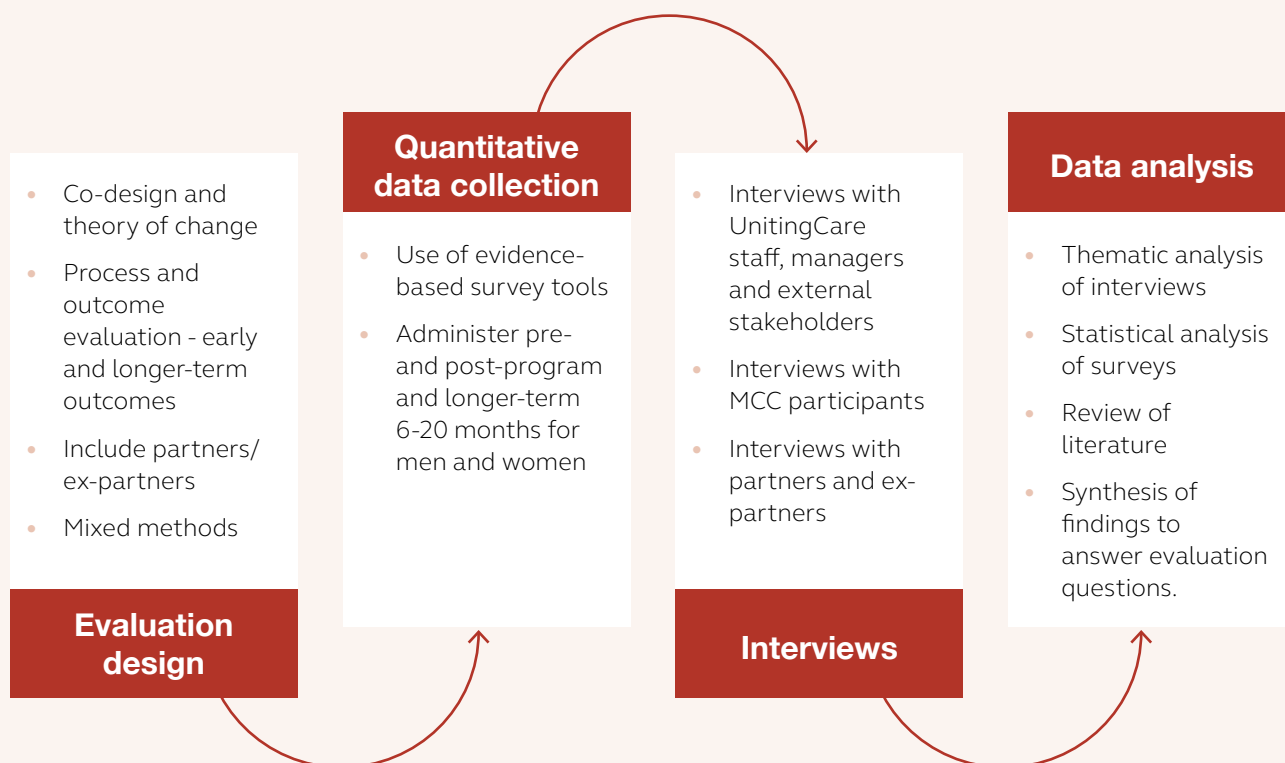 • Co-design and
theory of change
• Process and
outcome
evaluation - early
and longer-term
outcomes
• Include partners/
ex-partners
• Mixed methods
Evaluation
design
Quantitative
data collection
• Use of evidence-
based survey tools
• Administer pre-
and post-program
and longer-term
6-20 months for
men and women
• Interviews with
UnitingCare
staff, managers
and external
stakeholders
• Interviews with
MCC participants
• Interviews with
partners and ex-
partners
Interviews
Data analysis
• Thematic analysis
of interviews
• Statistical analysis
of surveys
• Review of
literature
• Synthesis of
findings to
answer evaluation
questions.